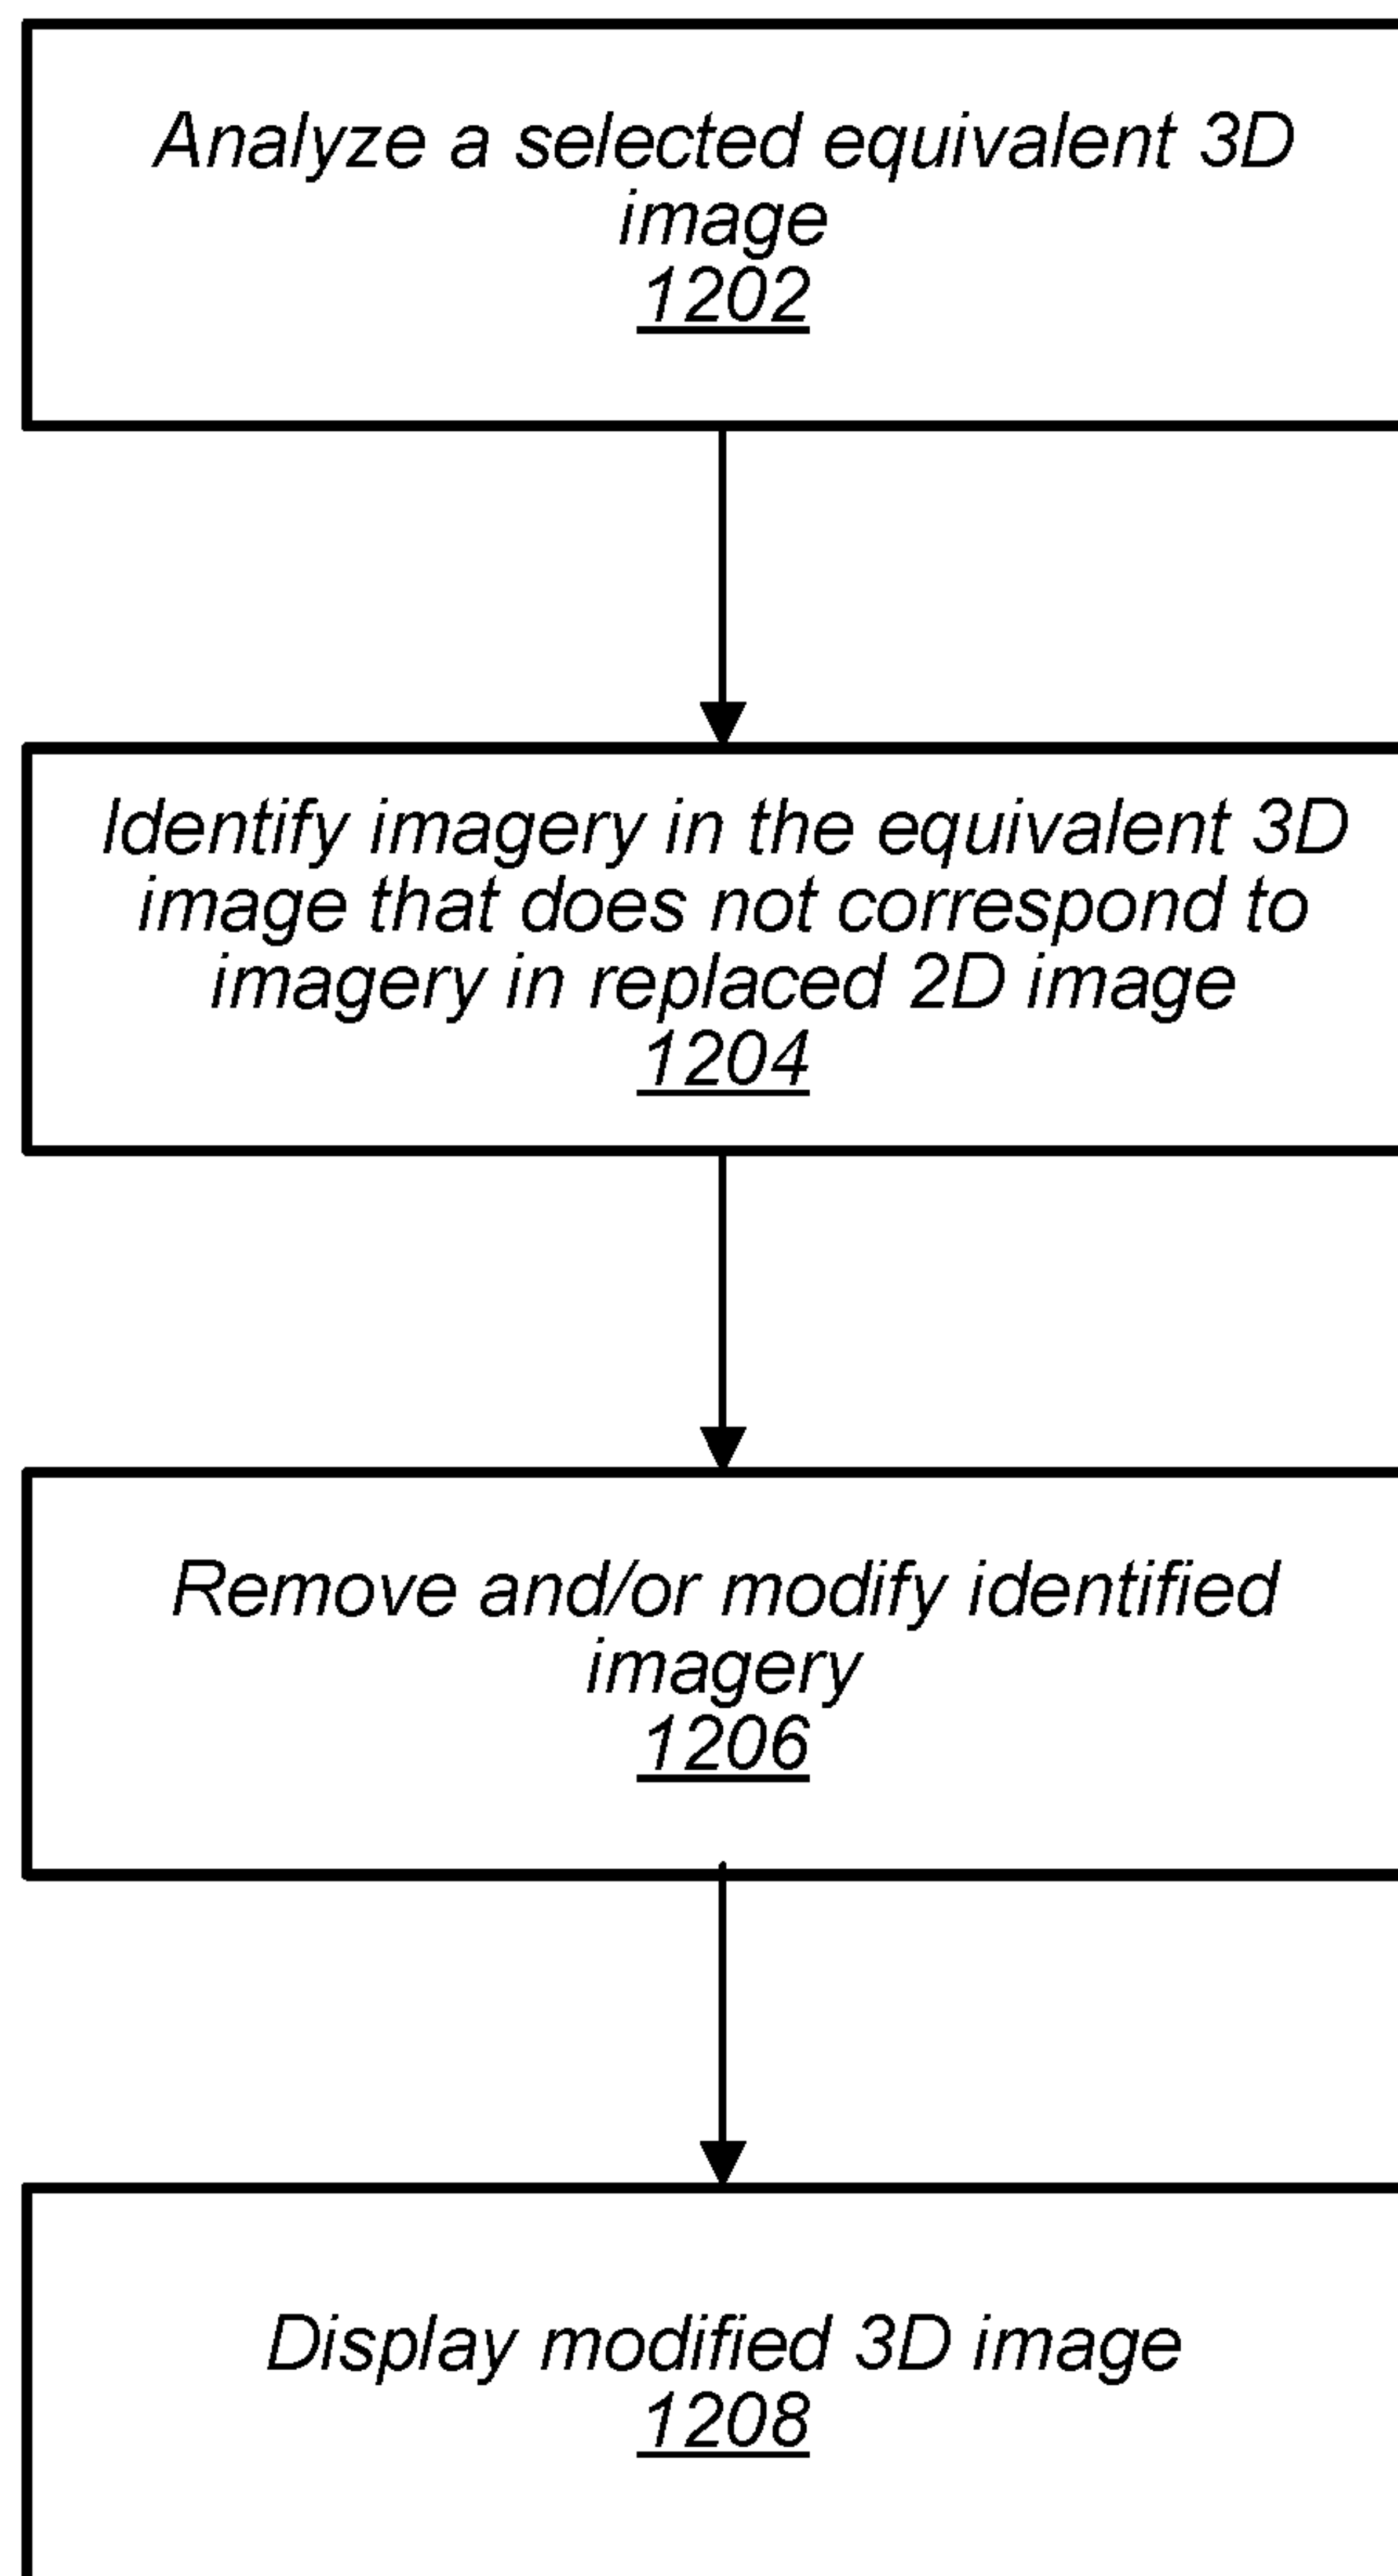 Analyze a selected equivalent 3D
image
1202
Identify imagery in the equivalent 3D
image that does not correspond to
imagery in replaced 2D image
1204
Remove and/or modify identified
imagery
1206
Display modified 3D image
1208